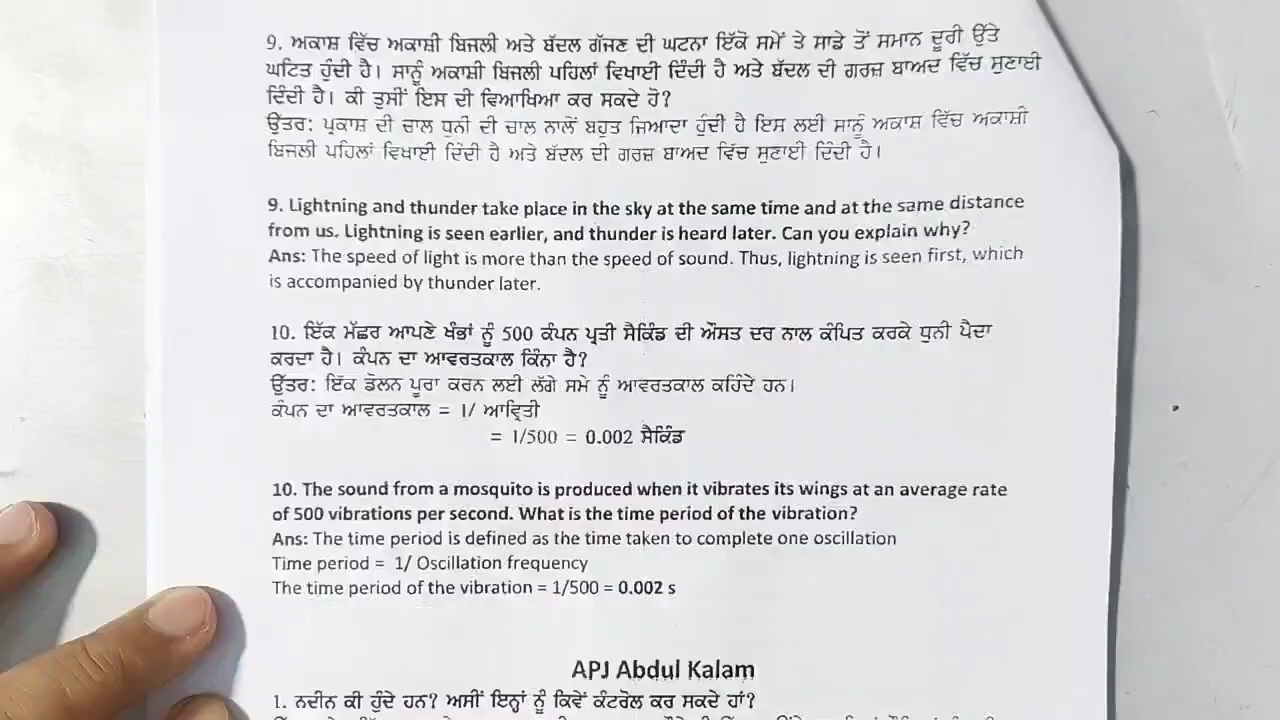 9. ਅਕਾਸ਼ ਵਿੱਚ ਅਕਾਸ਼ੀ ਬਿਜਲੀ ਅਤੇ ਬੱਦਲ ਗੱਜਣ ਦੀ ਘਟਨਾ ਇੱਕੋ ਸਮੇਂ ਤੇ ਸਾਡੇ ਤੋਂ ਸਮਾਨ ਦੂਰੀ ਉੱਤੇ
ਘਟਿਤ ਹੁੰਦੀ ਹੈ। ਸਾਨੂੰ ਅਕਾਸ਼ੀ ਬਿਜਲੀ ਪਹਿਲਾਂ ਵਿਖਾਈ ਦਿੰਦੀ ਹੈ ਅਤੇ ਬੱਦਲ ਦੀ ਗਰਜ਼ ਬਾਅਦ ਵਿੱਚ ਸੁਣਾਈ
ਦਿੰਦੀ ਹੈ। ਕੀ ਤੁਸੀਂ ਇਸ ਦੀ ਵਿਆਖਿਆ ਕਰ ਸਕਦੇ ਹੋ?
ਉੱਤਰ: ਪ੍ਰਕਾਸ਼ ਦੀ ਚਾਲ ਧੁਨੀ ਦੀ ਚਾਲ ਨਾਲੋਂ ਬਹੁਤ ਜਿਆਦਾ ਹੁੰਦੀ ਹੈ ਇਸ ਲਈ ਸਾਨੂੰ ਅਕਾਸ਼ ਵਿੱਚ ਅਕਾਸ਼ੀ
ਬਿਜਲੀ ਪਹਿਲਾਂ ਵਿਖਾਈ ਦਿੰਦੀ ਹੈ ਅਤੇ ਬੱਦਲ ਦੀ ਗਰਜ਼ ਬਾਅਦ ਵਿੱਚ ਸੁਣਾਈ ਦਿੰਦੀ ਹੈ।
9. Lightning and thunder take place in the sky at the same time and at the same distance
from us. Lightning is seen earlier, and thunder is heard later. Can you explain why?
Ans: The speed of light is more than the speed of sound. Thus, lightning is seen first, which
is accompanied by thunder later.
10. ਇੱਕ ਮੱਛਰ ਆਪਣੇ ਖੰਭਾਂ ਨੂੰ 500 ਕੰਪਨ ਪ੍ਰਤੀ ਸੈਕਿੰਡ ਦੀ ਔਸਤ ਦਰ ਨਾਲ ਕੰਪਿਤ ਕਰਕੇ ਧੁਨੀ ਪੈਦਾ
ਕਰਦਾ ਹੈ। ਕੰਪਨ ਦਾ ਆਵਰਤਕਾਲ ਕਿੰਨਾ ਹੈ?
ਉੱਤਰ: ਇੱਕ ਡੋਲਨ ਪੂਰਾ ਕਰਨ ਲਈ ਲੱਗੇ ਸਮੇ ਨੂੰ ਆਵਰਤਕਾਲ ਕਹਿੰਦੇ ਹਨ।
ਕੰਪਨ ਦਾ ਆਵਰਤਕਾਲ = 1/ ਆਵ੍ਰਿਤੀ
= 1/500 = 0.002 ਸੈਕਿੰਡ
10. The sound from a mosquito is produced when it vibrates its wings at an average rate
of 500 vibrations per second. What is the time period of the vibration?
Ans: The time period is defined as the time taken to complete one oscillation
Time period = 1/ Oscillation frequency
The time period of the vibration = 1/500 = 0.002 s
APJ Abdul Kalam
1. ਨਦੀਨ ਕੀ ਹੁੰਦੇ ਹਨ? ਅਸੀਂ ਇਨ੍ਹਾਂ ਨੂੰ ਕਿਵੇਂ ਕੰਟਰੋਲ ਕਰ ਸਕਦੇ ਹਾਂ?